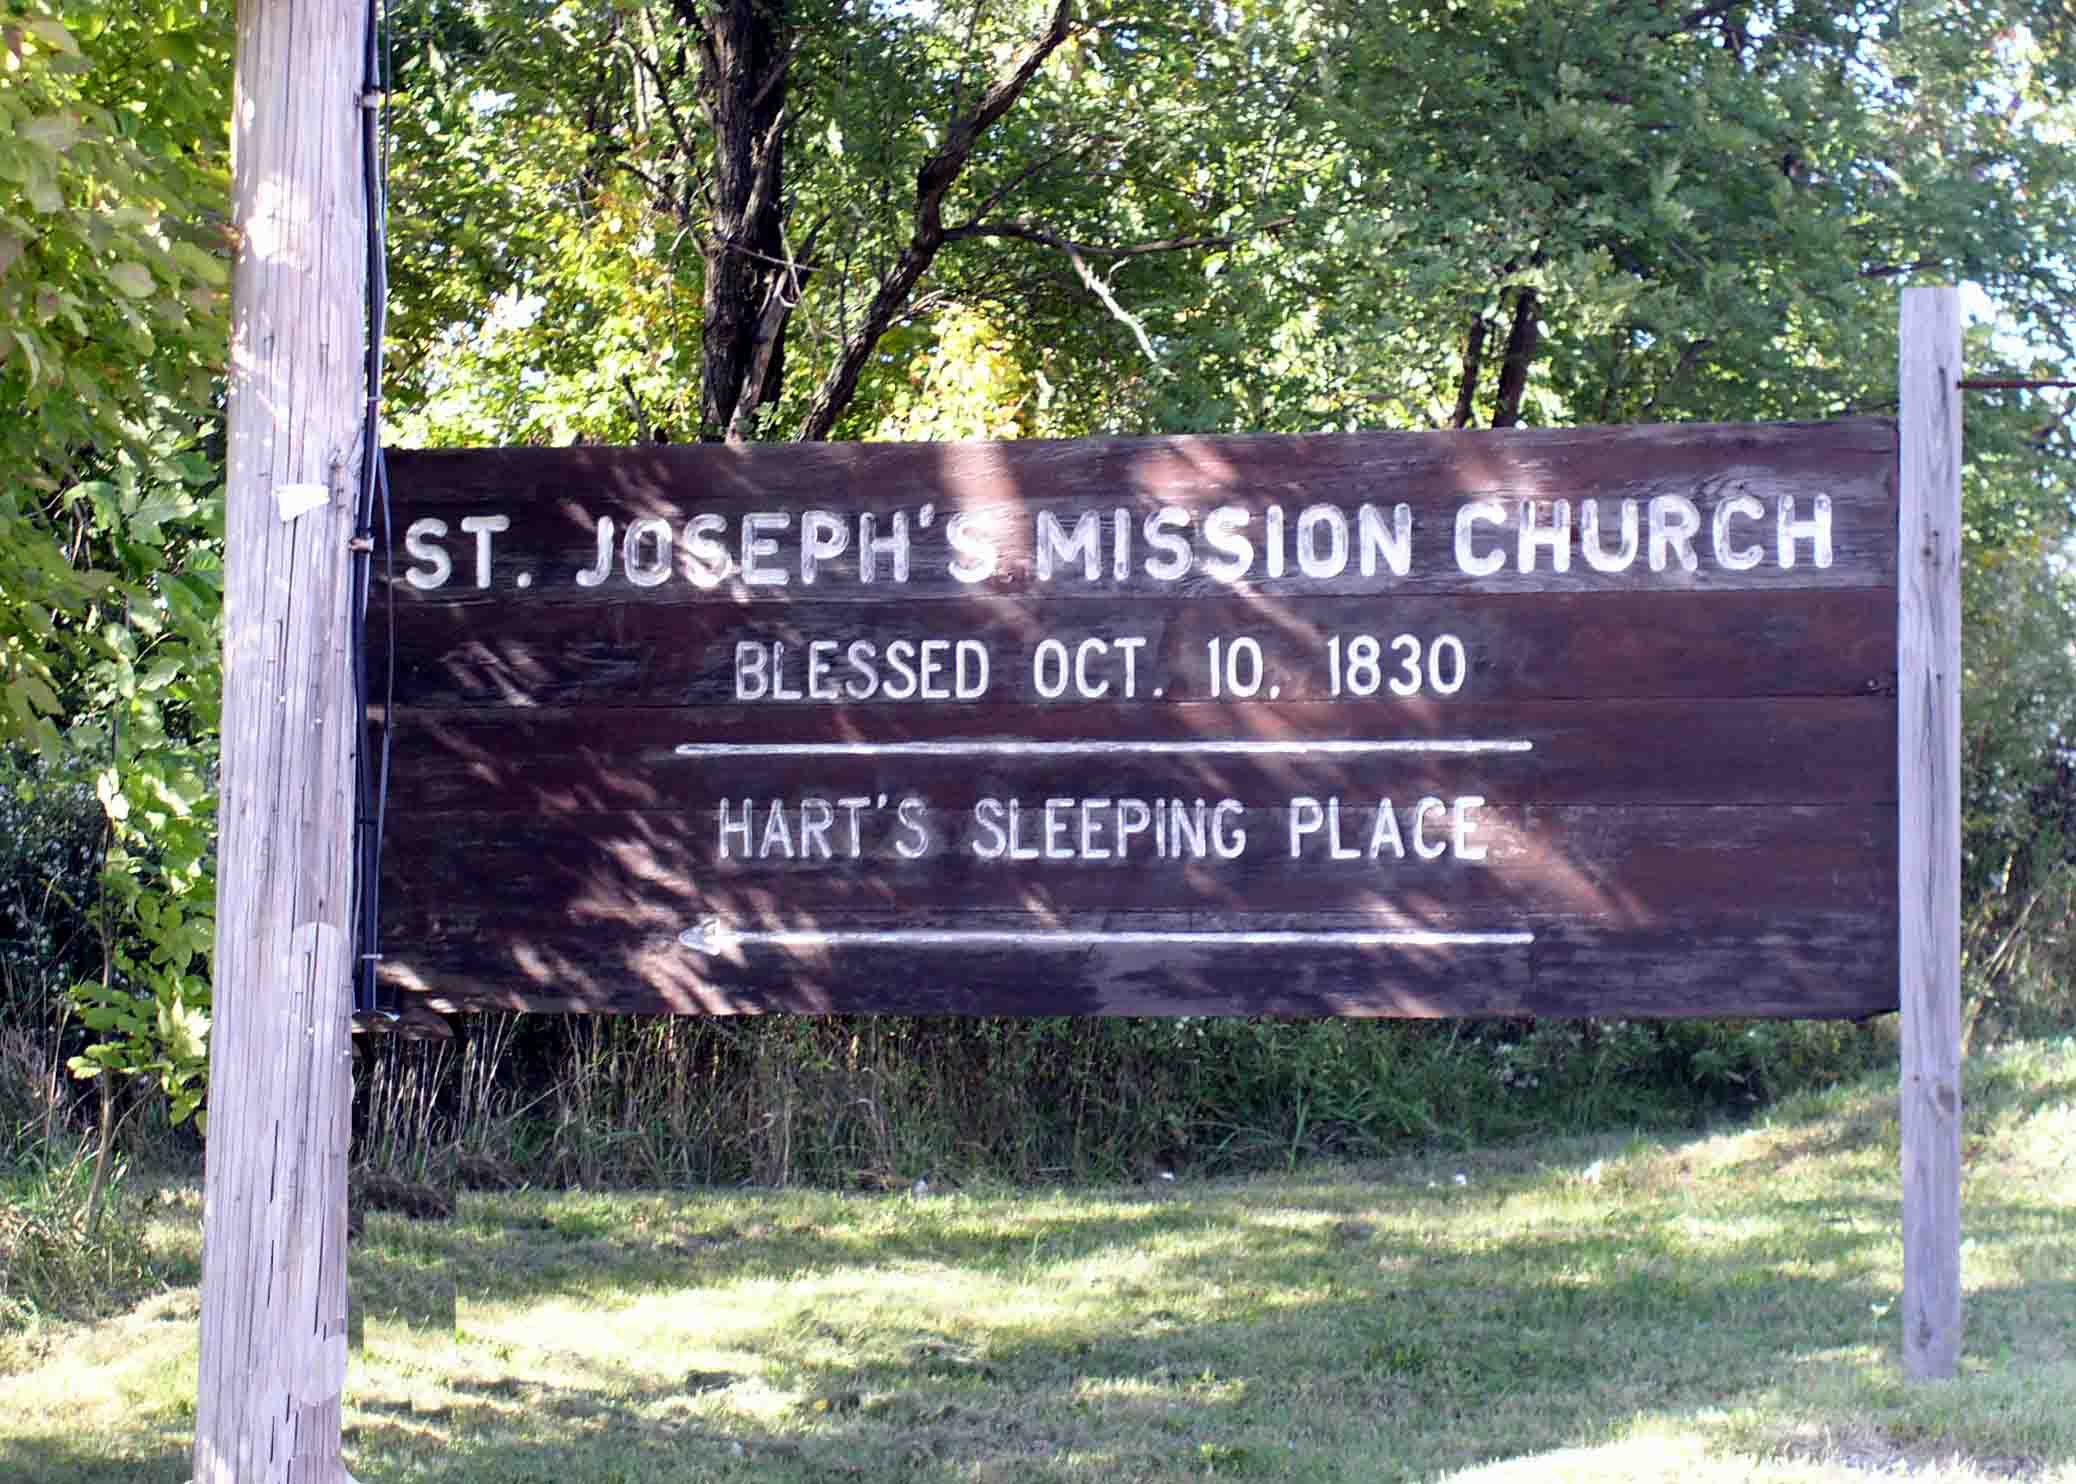 ST. JOSEPH'S MISSION CHURCH
BLESSED OCT. 10, 1830
HART'S SLEEPING PLACE